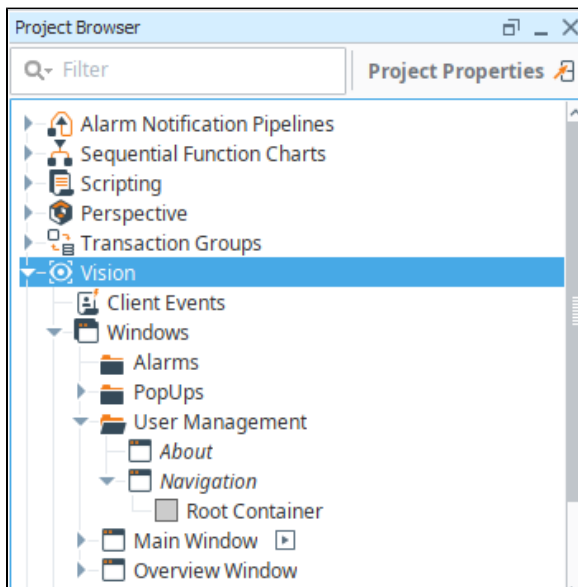 Project Browser
Filter
Project Properties
Alarm Notification Pipelines
Sequential Function Charts
Scripting
Perspective
Transaction Groups
Vision
Client Events
Windows
Alarms
PopUps
User Management
About
Navigation
Root Container
Main Window
Overview Window